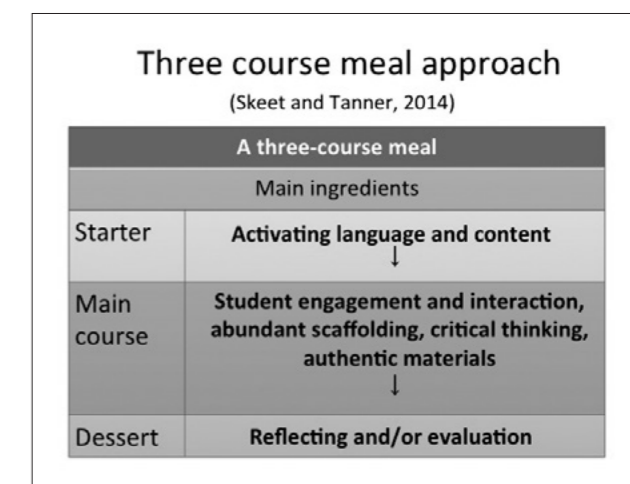 Three course meal approach
(Skeet and Tanner, 2014)
A three-course meal
Main ingredients
Starter
Activating language and content
↓
Main
course
Student engagement and interaction,
abundant scaffolding, critical thinking,
authentic materials
↓
Dessert
Reflecting and/or evaluation